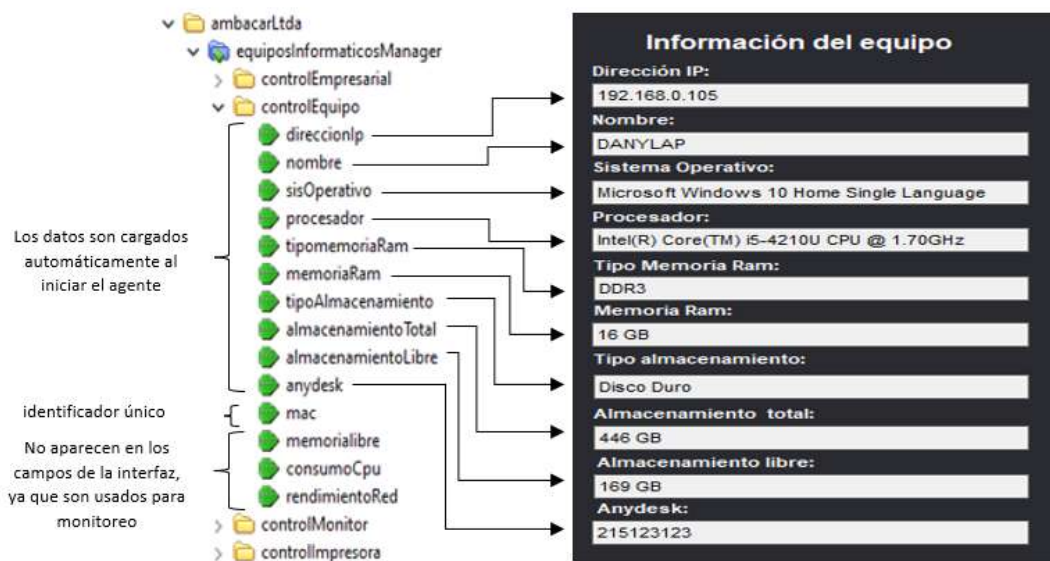 ambacarLtda
equiposInformaticosManager
controlEmpresarial
controlEquipo
direccionIp
nombre
sisOperativo
procesador
tipomemoriaRam
memoriaRam
tipoAlmacenamiento
almacenamientoTotal
almacenamientoLibre
anydesk
mac
memorialibre
consumoCpu
rendimientoRed
controlMonitor
controlImpresora
Los datos son cargados
automáticamente al
iniciar el agente
identificador único
No aparecen en los
campos de la interfaz,
ya que son usados para
monitoreo
Información del equipo
Dirección IP:
192.168.0.105
Nombre:
DANYLAP
Sistema Operativo:
Microsoft Windows 10 Home Single Language
Procesador:
Intel(R) Core(TM) i5-4210U CPU @ 1.70GHz
Tipo Memoria Ram:
DDR3
Memoria Ram:
16 GB
Tipo almacenamiento:
Disco Duro
Almacenamiento total:
446 GB
Almacenamiento libre:
169 GB
Anydesk:
215123123